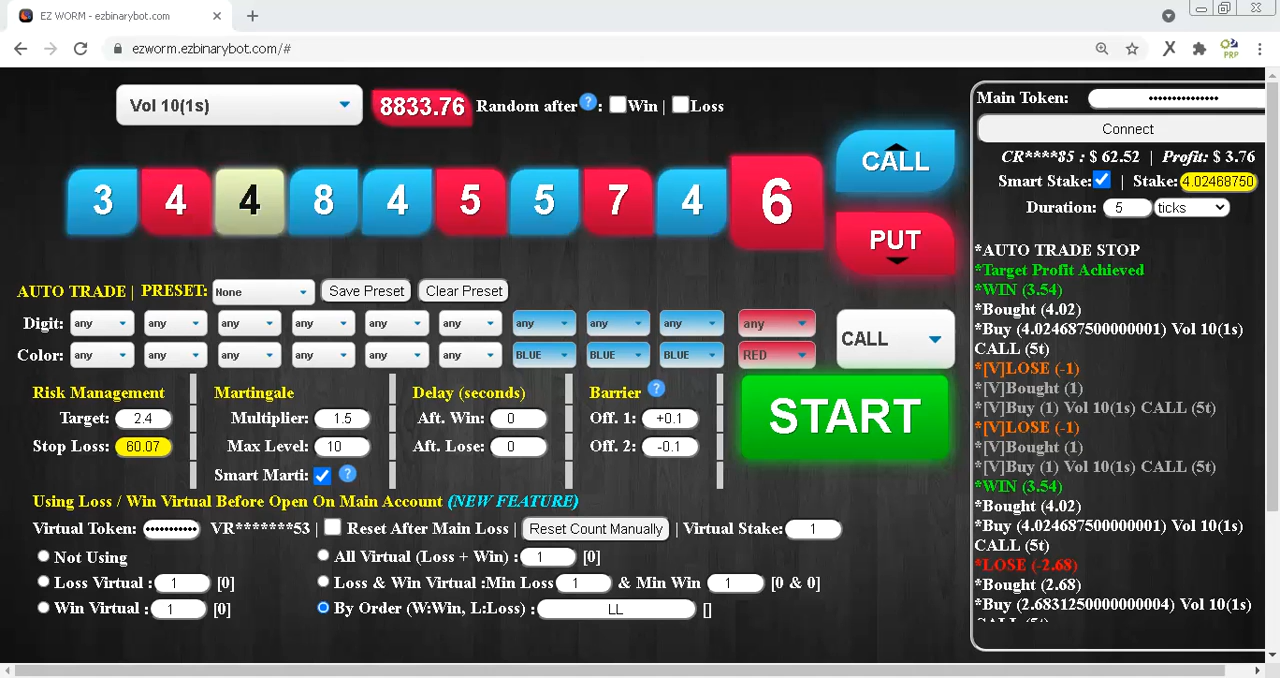 EZ WORM - ezbinarybot.com
ezworm.ezbinarybot.com/#
PRP
Vol 10(1s)
8833.76
Random after ? : Win | Loss
CALL
PUT
3 4 4 8 4 5 5 7 4 6
AUTO TRADE | PRESET: None Save Preset Clear Preset
Digit: any any any any any any any any any any
Color: any any any any any any BLUE BLUE BLUE RED
CALL
START
Risk Management
Target: 2.4
Stop Loss: 60.07
Martingale
Multiplier: 1.5
Max Level: 10
Smart Marti: ?
Delay (seconds)
Aft. Win: 0
Aft. Lose: 0
Barrier ?
Off. 1: +0.1
Off. 2: -0.1
Using Loss / Win Virtual Before Open On Main Account (NEW FEATURE)
Virtual Token: •••••••••• VR*******53 | Reset After Main Loss | Reset Count Manually | Virtual Stake: 1
Not Using
All Virtual (Loss + Win) : 1 [0]
Loss Virtual : 1 [0]
Loss & Win Virtual :Min Loss 1 & Min Win 1 [0 & 0]
Win Virtual : 1 [0]
By Order (W:Win, L:Loss) : LL []
Main Token: •••••••••••••••
Connect
CR****85 : $ 62.52 | Profit: $ 3.76
Smart Stake: | Stake: 4.02468750
Duration: 5 ticks
*AUTO TRADE STOP
*Target Profit Achieved
*WIN (3.54)
*Bought (4.02)
*Buy (4.024687500000001) Vol 10(1s)
CALL (5t)
*[V]LOSE (-1)
*[V]Bought (1)
*[V]Buy (1) Vol 10(1s) CALL (5t)
*[V]LOSE (-1)
*[V]Bought (1)
*[V]Buy (1) Vol 10(1s) CALL (5t)
*WIN (3.54)
*Bought (4.02)
*Buy (4.024687500000001) Vol 10(1s)
CALL (5t)
*LOSE (-2.68)
*Bought (2.68)
*Buy (2.6831250000000004) Vol 10(1s)
CALL (5t)